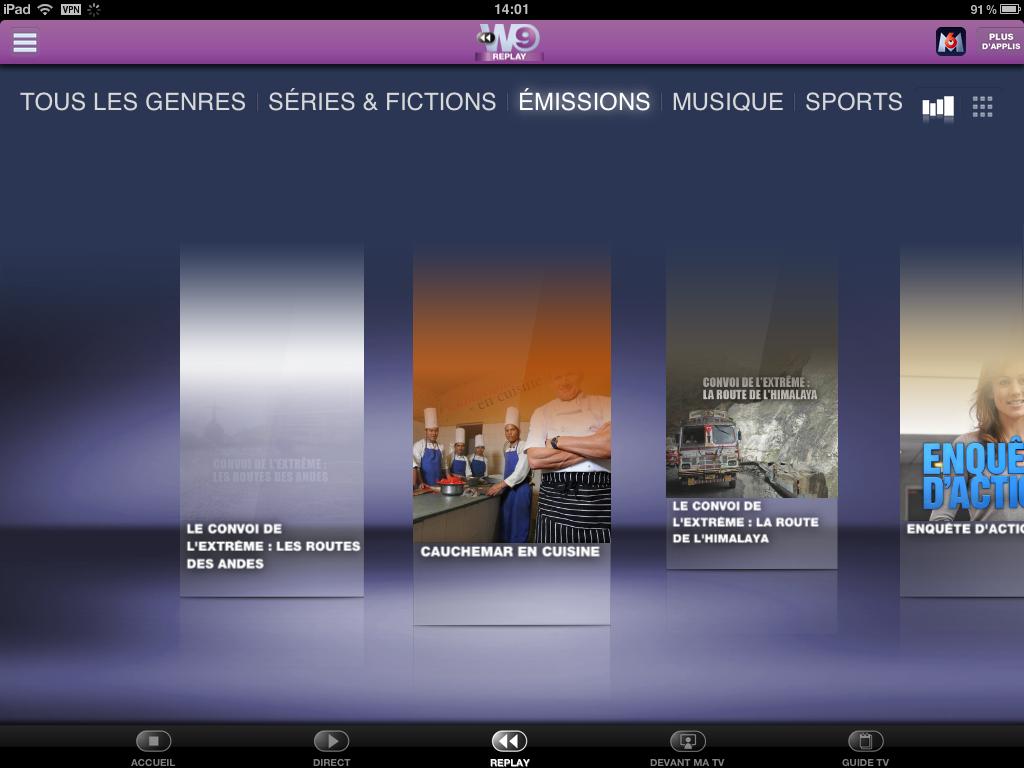 iPad VPN 14:01 91 %
W9 REPLAY M6 PLUS D'APPLIS
TOUS LES GENRES SÉRIES & FICTIONS ÉMISSIONS MUSIQUE SPORTS
CONVOI DE L'EXTRÊME :
LES ROUTES DES ANDES
LE CONVOI DE
L'EXTRÊME : LES ROUTES
DES ANDES
en cuisine
CAUCHEMAR EN CUISINE
CONVOI DE L'EXTRÊME :
LA ROUTE DE L'HIMALAYA
LE CONVOI DE
L'EXTRÊME : LA ROUTE
DE L'HIMALAYA
ENQUÊ
D'ACTIO
ENQUÊTE D'ACTIO
ACCUEIL DIRECT REPLAY DEVANT MA TV GUIDE TV